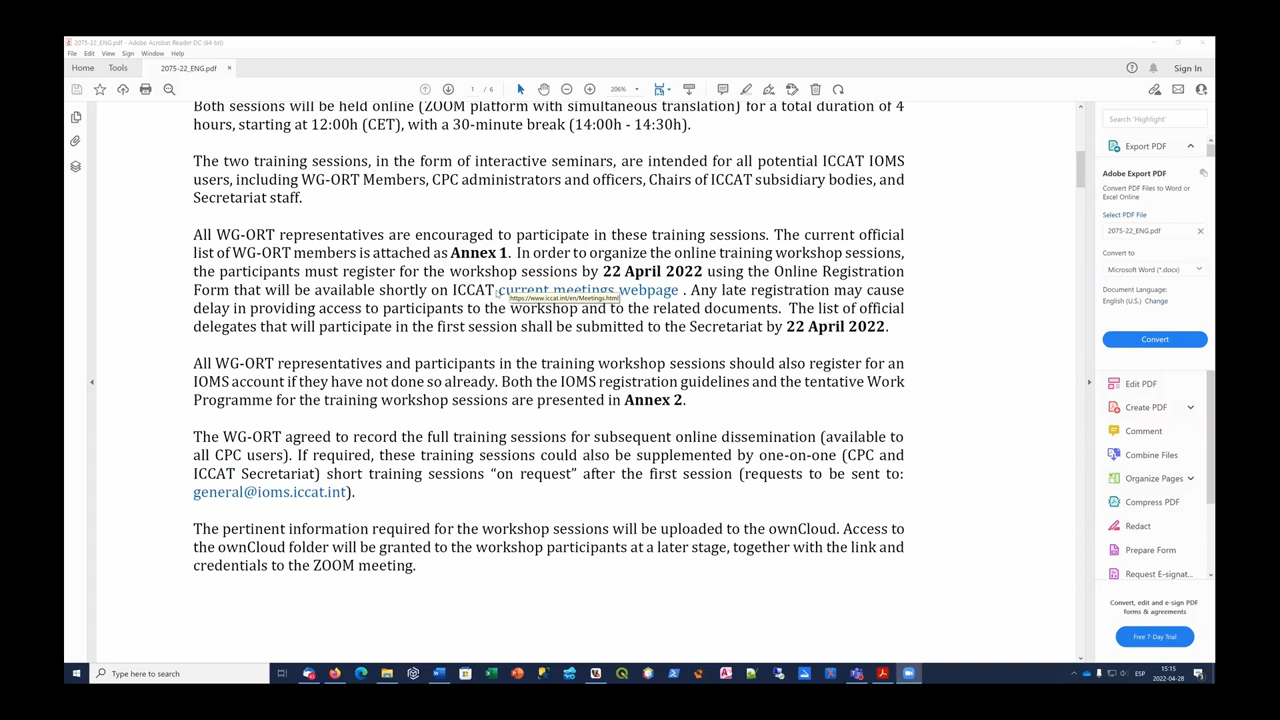 2075-22_ENG.pdf - Adobe Acrobat Reader DC (64-bit)
File Edit View Sign Window Help
Home Tools 2075-22_ENG.pdf × Sign In
1 / 6 206%
Both sessions will be held online (ZOOM platform with simultaneous translation) for a total duration of 4
hours, starting at 12:00h (CET), with a 30-minute break (14:00h - 14:30h).
The two training sessions, in the form of interactive seminars, are intended for all potential ICCAT IOMS
users, including WG-ORT Members, CPC administrators and officers, Chairs of ICCAT subsidiary bodies, and
Secretariat staff.
All WG-ORT representatives are encouraged to participate in these training sessions. The current official
list of WG-ORT members is attached as Annex 1. In order to organize the online training workshop sessions,
the participants must register for the workshop sessions by 22 April 2022 using the Online Registration
Form that will be available shortly on ICCAT current meetings webpage . Any late registration may cause
https://www.iccat.int/en/Meetings.html
delay in providing access to participants to the workshop and to the related documents. The list of official
delegates that will participate in the first session shall be submitted to the Secretariat by 22 April 2022.
All WG-ORT representatives and participants in the training workshop sessions should also register for an
IOMS account if they have not done so already. Both the IOMS registration guidelines and the tentative Work
Programme for the training workshop sessions are presented in Annex 2.
The WG-ORT agreed to record the full training sessions for subsequent online dissemination (available to
all CPC users). If required, these training sessions could also be supplemented by one-on-one (CPC and
ICCAT Secretariat) short training sessions “on request” after the first session (requests to be sent to:
general@ioms.iccat.int).
The pertinent information required for the workshop sessions will be uploaded to the ownCloud. Access to
the ownCloud folder will be granted to the workshop participants at a later stage, together with the link and
credentials to the ZOOM meeting.
Search 'Highlight'
Export PDF
Adobe Export PDF
Convert PDF Files to Word or
Excel Online
Select PDF File
2075-22_ENG.pdf ×
Convert to
Microsoft Word (*.docx)
Document Language:
English (U.S.) Change
Convert
Edit PDF
Create PDF
Comment
Combine Files
Organize Pages
Compress PDF
Redact
Prepare Form
Request E-signat...
Convert, edit and e-sign PDF
forms & agreements
Free 7-Day Trial
Type here to search
ESP
15:15
2022-04-28